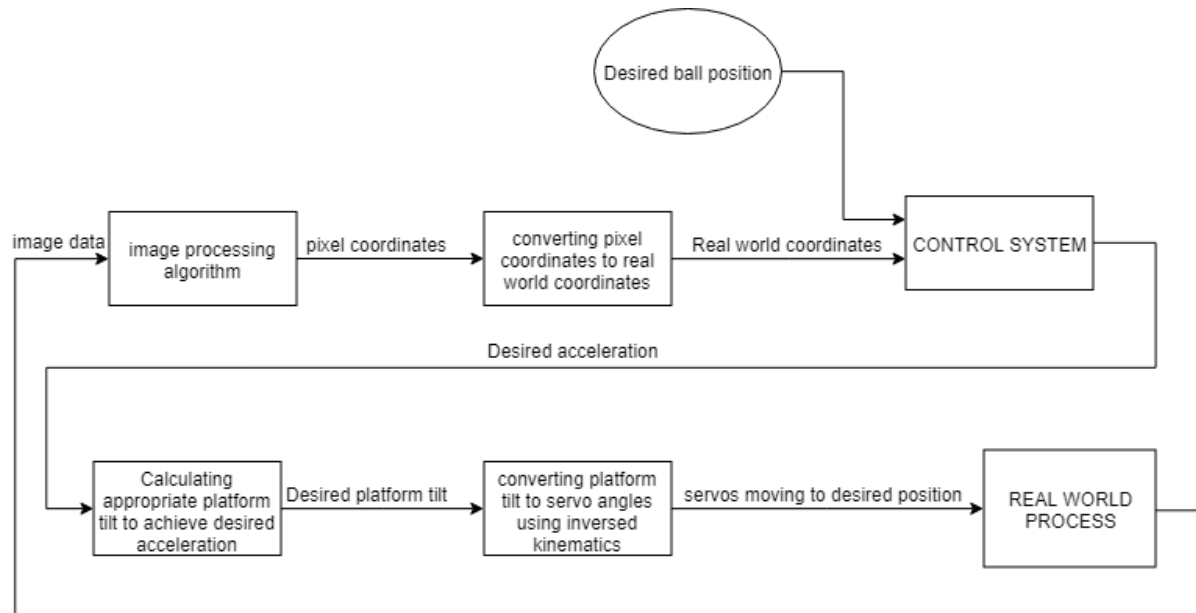 Desired ball position
image data
image processing
algorithm
pixel coordinates
converting pixel
coordinates to real
world coordinates
Real world coordinates
CONTROL SYSTEM
Desired acceleration
Calculating
appropriate platform
tilt to achieve desired
acceleration
Desired platform tilt
converting platform
tilt to servo angles
using inversed
kinematics
servos moving to desired position
REAL WORLD
PROCESS